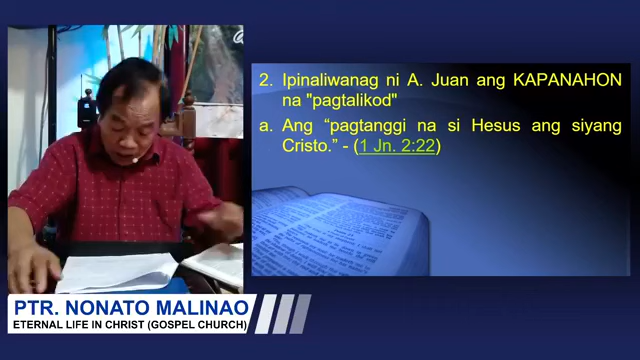 2. Ipinaliwanag ni A. Juan ang KAPANAHON
na "pagtalikod"
a. Ang “pagtanggi na si Hesus ang siyang
Cristo.” - (1 Jn. 2:22)
PTR. NONATO MALINAO
ETERNAL LIFE IN CHRIST (GOSPEL CHURCH)